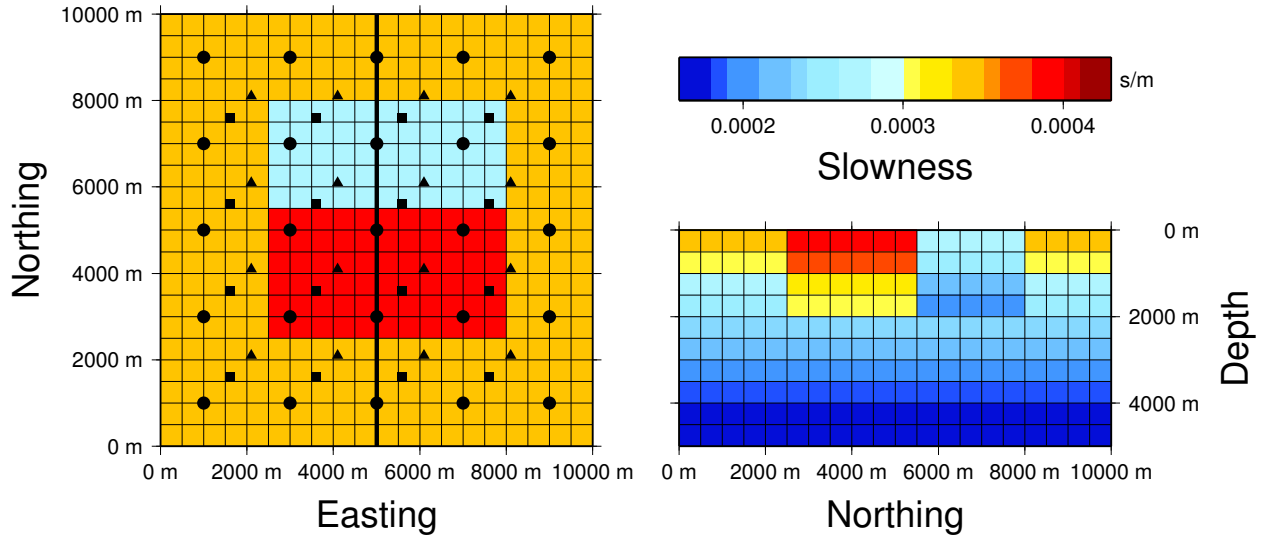 10000 m
8000 m
6000 m
4000 m
2000 m
0 m
Northing
0 m 2000 m 4000 m 6000 m 8000 m 10000 m
Easting
s/m
0.0002 0.0003 0.0004
Slowness
0 m
2000 m
4000 m
Depth
0 m 2000 m 4000 m 6000 m 8000 m 10000 m
Northing